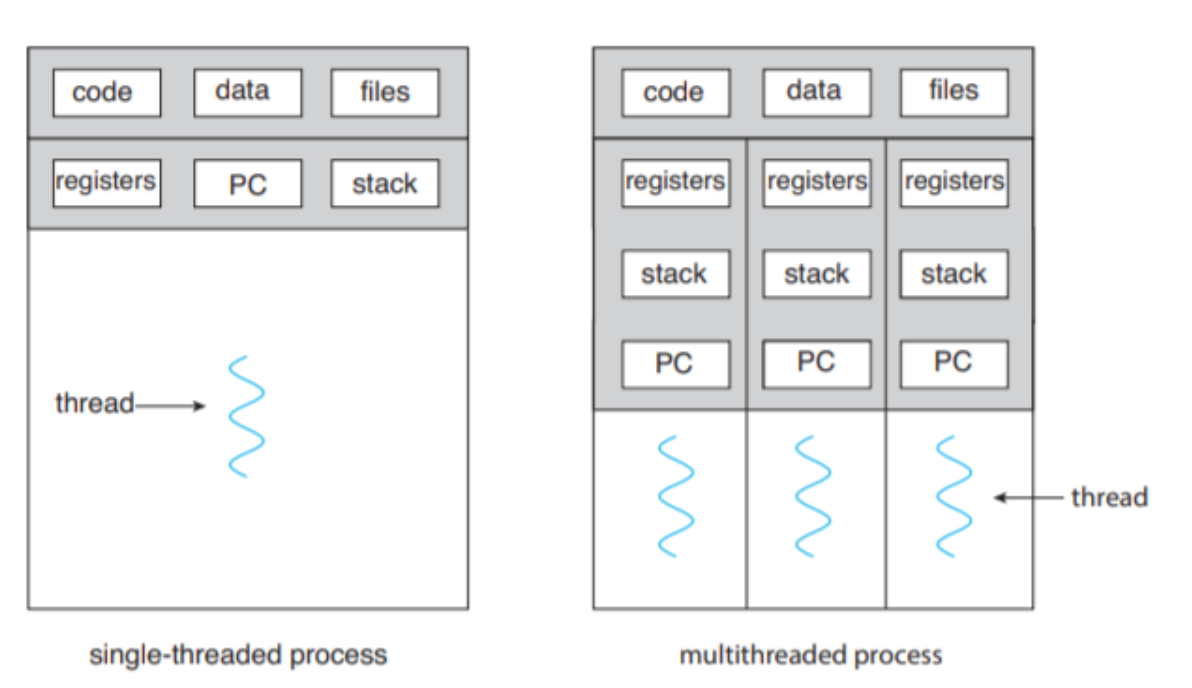 code data files
registers PC stack
thread
single-threaded process
code data files
registers registers registers
stack stack stack
PC PC PC
thread
multithreaded process